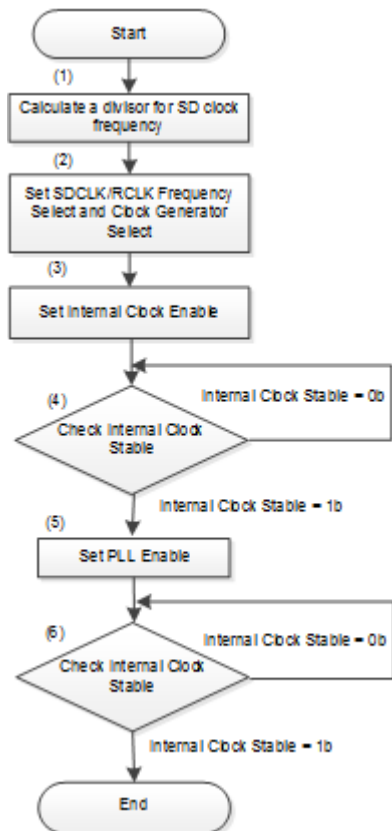 Start
(1)
Calculate a divisor for SD clock
frequency
(2)
Set SDCLK/RCLK Frequency
Select and Clock Generator
Select
(3)
Set Internal Clock Enable
Internal Clock Stable = 0b
(4)
Check Internal Clock
Stable
Internal Clock Stable = 1b
(5)
Set PLL Enable
(6)
Internal Clock Stable = 0b
Check Internal Clock
Stable
Internal Clock Stable = 1b
End